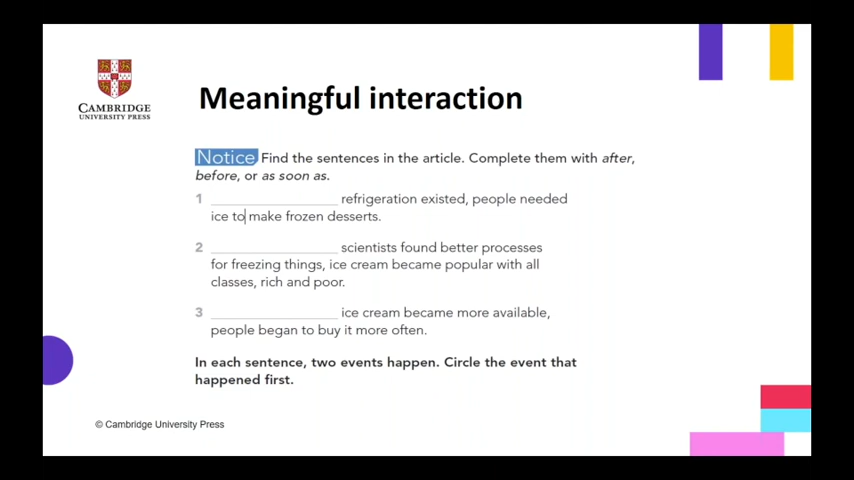 CAMBRIDGE
UNIVERSITY PRESS
Meaningful interaction
Notice Find the sentences in the article. Complete them with after,
before, or as soon as.
1 ____________ refrigeration existed, people needed
ice to make frozen desserts.
2 ____________ scientists found better processes
for freezing things, ice cream became popular with all
classes, rich and poor.
3 ____________ ice cream became more available,
people began to buy it more often.
In each sentence, two events happen. Circle the event that
happened first.
© Cambridge University Press